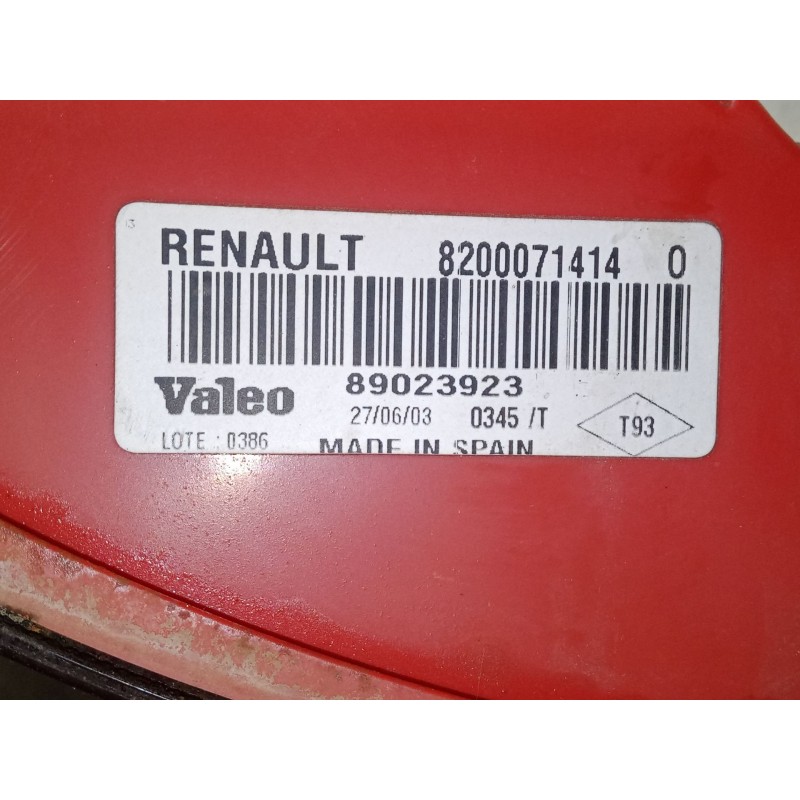 RENAULT 8200071414 0
Valeo 89023923
27/06/03 0345 /T T93
LOTE : 0386 MADE IN SPAIN